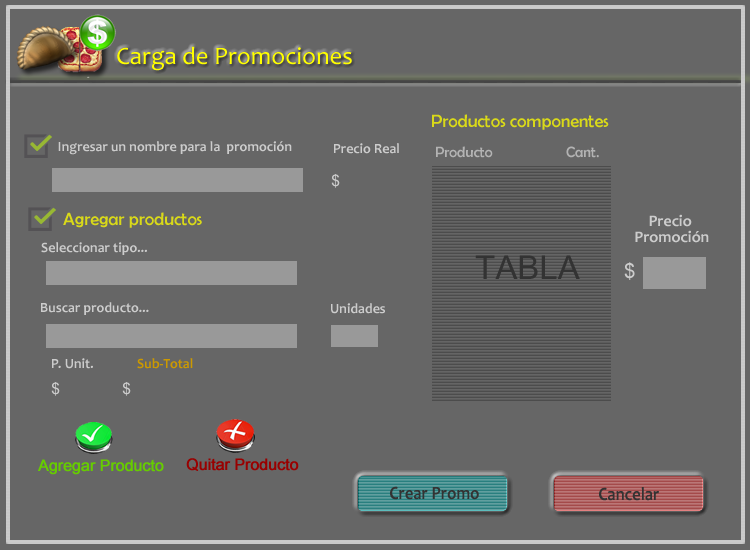 $
Carga de Promociones
Productos componentes
Ingresar un nombre para la promoción
Precio Real
Producto
Cant.
$
Agregar productos
Seleccionar tipo...
Precio
Promoción
TABLA
$
Buscar producto...
Unidades
P. Unit.
Sub-Total
$
$
Agregar Producto
Quitar Producto
Crear Promo
Cancelar